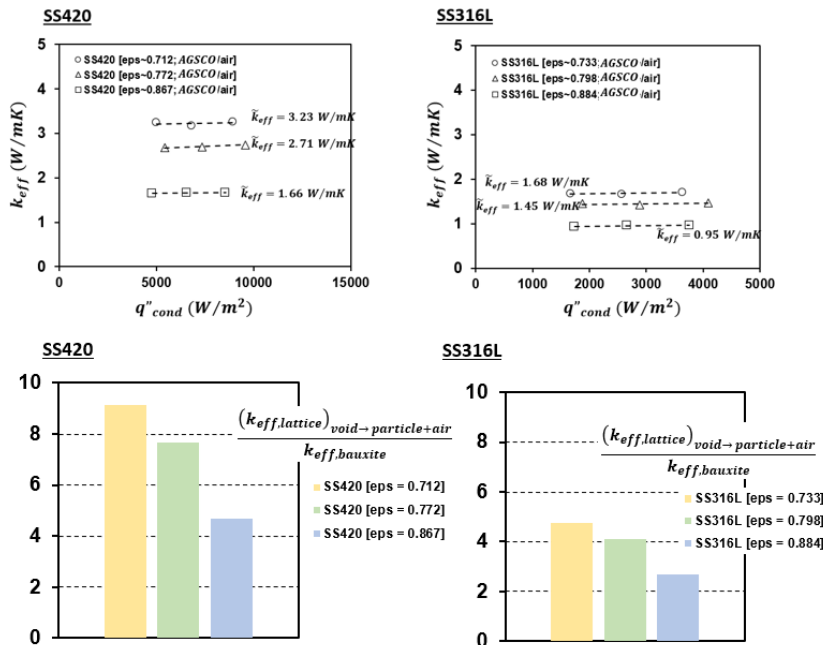 SS420
5
4
3
2
1
0
k_eff (W/mK)
SS420 [eps~0.712; AGSCO/air]
SS420 [eps~0.772; AGSCO/air]
SS420 [eps~0.867; AGSCO/air]
k̃_eff = 3.23 W/mK
k̃_eff = 2.71 W/mK
k̃_eff = 1.66 W/mK
0 5000 10000 15000
q"_cond (W/m²)
SS316L
5
4
3
2
1
0
k_eff (W/mK)
SS316L [eps~0.733; AGSCO/air]
SS316L [eps~0.798; AGSCO/air]
SS316L [eps~0.884; AGSCO/air]
k̃_eff = 1.68 W/mK
k̃_eff = 1.45 W/mK
k̃_eff = 0.95 W/mK
0 1000 2000 3000 4000 5000
q"_cond (W/m²)
SS420
10
8
6
4
2
0
(k_eff,lattice)_void→particle+air
k_eff,bauxite
SS420 [eps = 0.712]
SS420 [eps = 0.772]
SS420 [eps = 0.867]
SS316L
10
8
6
4
2
0
(k_eff,lattice)_void→particle+air
k_eff,bauxite
SS316L [eps = 0.733]
SS316L [eps = 0.798]
SS316L [eps = 0.884]